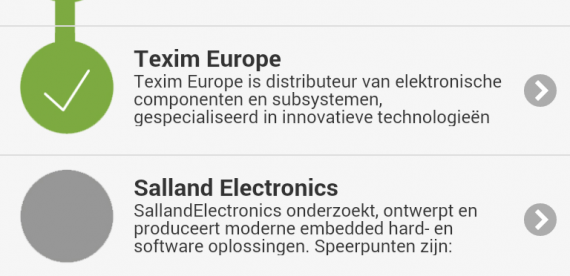 Texim Europe
Texim Europe is distributeur van elektronische
componenten en subsystemen,
gespecialiseerd in innovatieve technologieën
Salland Electronics
SallandElectronics onderzoekt, ontwerpt en
produceert moderne embedded hard- en
software oplossingen. Speerpunten zijn: